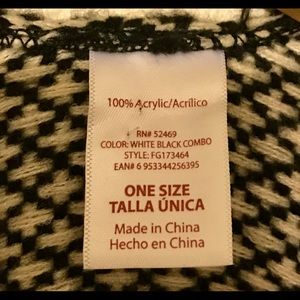 100% Acrylic/Acrílico
RN# 52469
COLOR: WHITE BLACK COMBO
STYLE: FG173464
EAN# 6 953344256395
ONE SIZE
TALLA ÚNICA
Made in China
Hecho en China